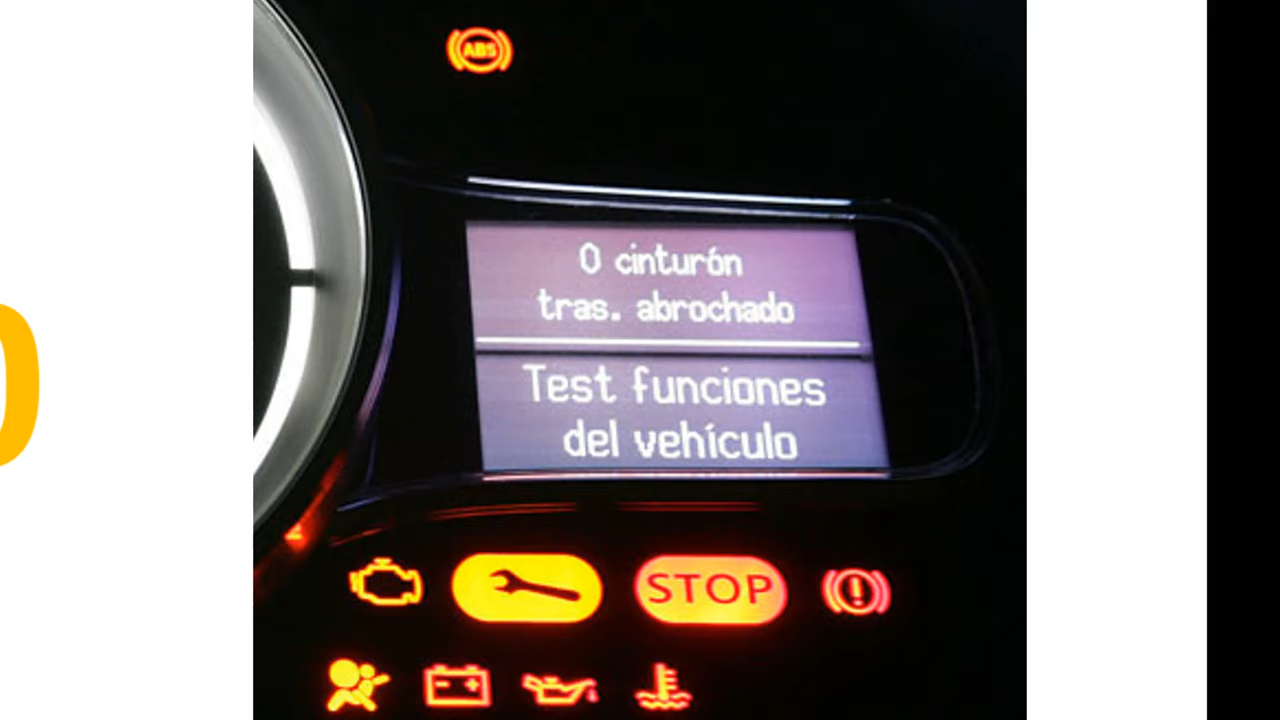 ABS
0 cinturón
tras. abrochado
Test funciones
del vehículo
STOP